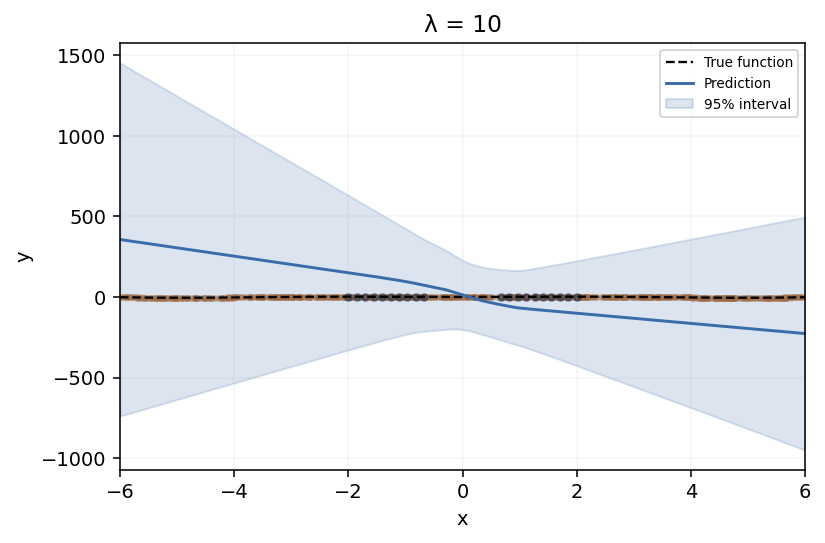 λ = 10
1500
1000
500
0
−500
−1000
y
−6
−4
−2
0
2
4
6
x
True function
Prediction
95% interval